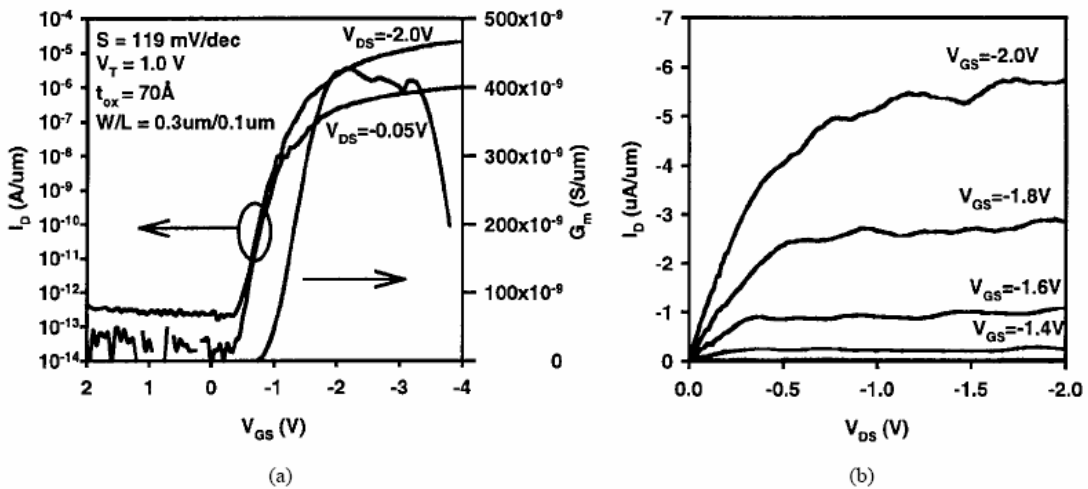 S = 119 mV/dec
V_T = 1.0 V
t_ox = 70Å
W/L = 0.3um/0.1um
V_DS=-2.0V
V_DS=-0.05V
10^-4
10^-5
10^-6
10^-7
10^-8
10^-9
10^-10
10^-11
10^-12
10^-13
10^-14
I_D (A/um)
500x10^-9
400x10^-9
300x10^-9
200x10^-9
100x10^-9
0
G_m (S/um)
2 1 0 -1 -2 -3 -4
V_GS (V)
(a)
-7
-6
-5
-4
-3
-2
-1
0
I_D (uA/um)
V_GS=-2.0V
V_GS=-1.8V
V_GS=-1.6V
V_GS=-1.4V
0.0 -0.5 -1.0 -1.5 -2.0
V_DS (V)
(b)